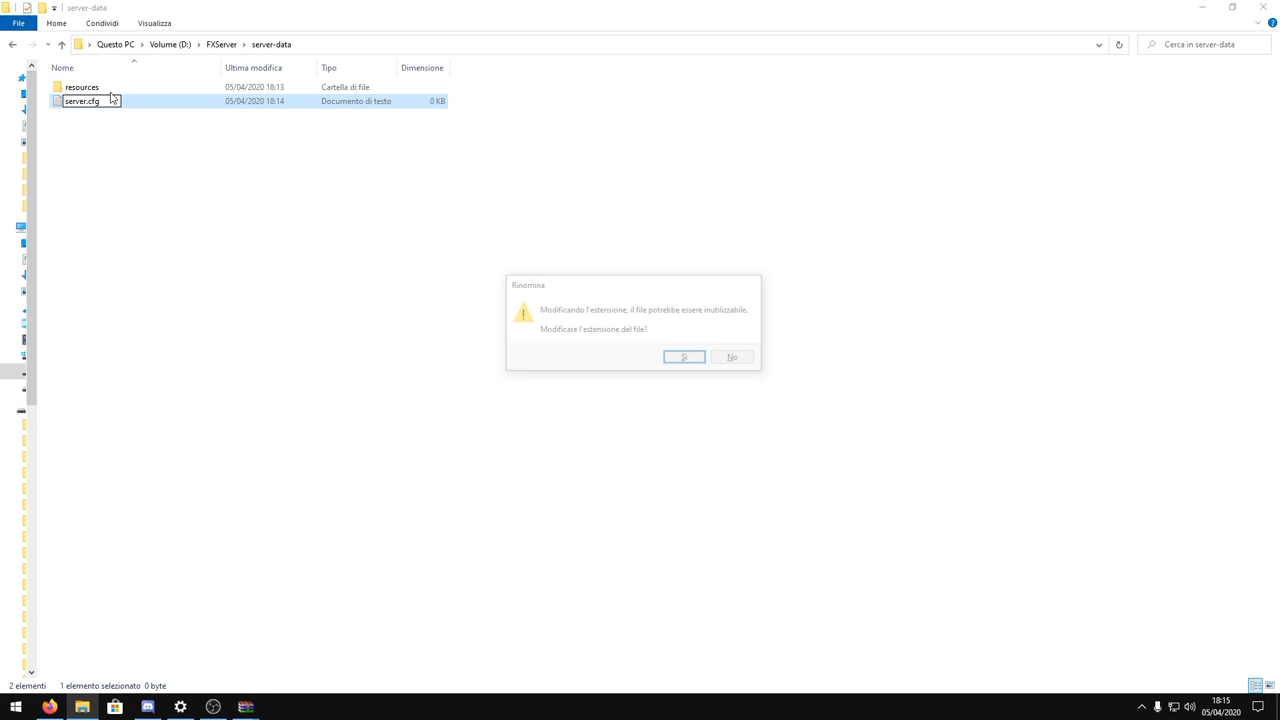 server-data
File
Home
Condividi
Visualizza
Questo PC
Volume (D:)
FXServer
server-data
Cerca in server-data
Nome
Ultima modifica
Tipo
Dimensione
resources
05/04/2020 18:13
Cartella di file
server.cfg
05/04/2020 18:14
Documento di testo
0 KB
Rinomina
Modificando l'estensione, il file potrebbe essere inutilizzabile.
Modificare l'estensione del file?
Sì
No
2 elementi
1 elemento selezionato 0 byte
18:15
05/04/2020